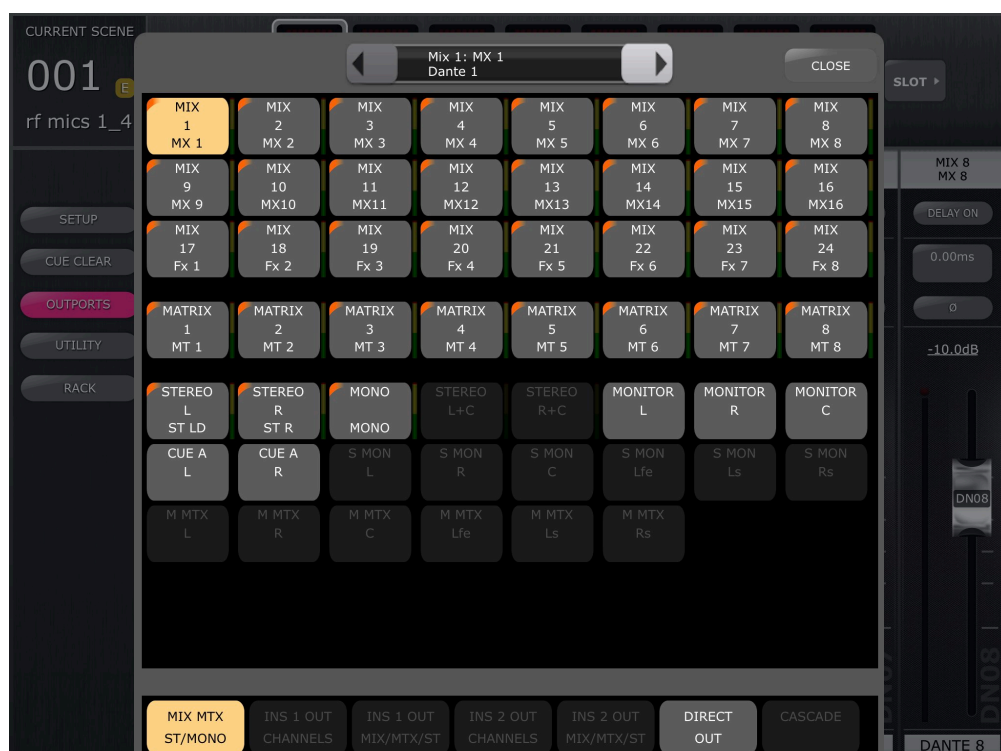 CURRENT SCENE
001 E
rf mics 1_4
Mix 1: MX 1
Dante 1
CLOSE
SLOT
MIX 1 MX 1
MIX 2 MX 2
MIX 3 MX 3
MIX 4 MX 4
MIX 5 MX 5
MIX 6 MX 6
MIX 7 MX 7
MIX 8 MX 8
MIX 9 MX 9
MIX 10 MX10
MIX 11 MX11
MIX 12 MX12
MIX 13 MX13
MIX 14 MX14
MIX 15 MX15
MIX 16 MX16
MIX 17 Fx 1
MIX 18 Fx 2
MIX 19 Fx 3
MIX 20 Fx 4
MIX 21 Fx 5
MIX 22 Fx 6
MIX 23 Fx 7
MIX 24 Fx 8
MATRIX 1 MT 1
MATRIX 2 MT 2
MATRIX 3 MT 3
MATRIX 4 MT 4
MATRIX 5 MT 5
MATRIX 6 MT 6
MATRIX 7 MT 7
MATRIX 8 MT 8
STEREO L ST LD
STEREO R ST R
MONO MONO
STEREO L+C
STEREO R+C
MONITOR L
MONITOR R
MONITOR C
CUE A L
CUE A R
S MON L
S MON R
S MON C
S MON Lfe
S MON Ls
S MON Rs
M MTX L
M MTX R
M MTX C
M MTX Lfe
M MTX Ls
M MTX Rs
MIX MTX ST/MONO
INS 1 OUT CHANNELS
INS 1 OUT MIX/MTX/ST
INS 2 OUT CHANNELS
INS 2 OUT MIX/MTX/ST
DIRECT OUT
CASCADE
SETUP
CUE CLEAR
OUTPORTS
UTILITY
RACK
MIX 8
MX 8
DELAY ON
0.00ms
Ø
-10.0dB
DN08
DN07
DN08
DANTE 8